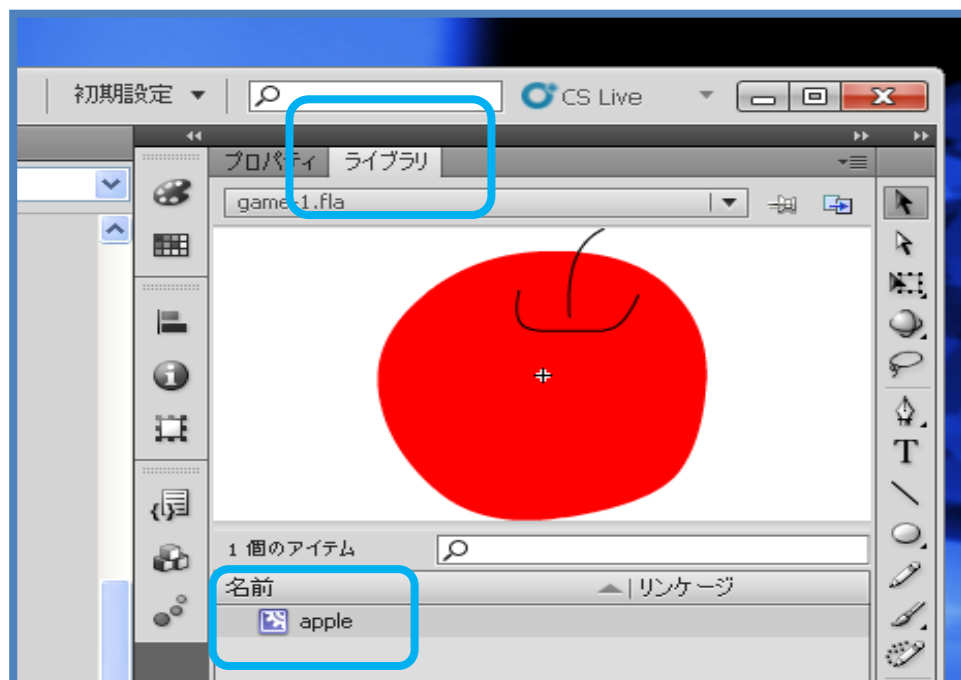 初期設定
CS Live
プロパティ
ライブラリ
game-1.fla
1 個のアイテム
名前
リンケージ
apple
T